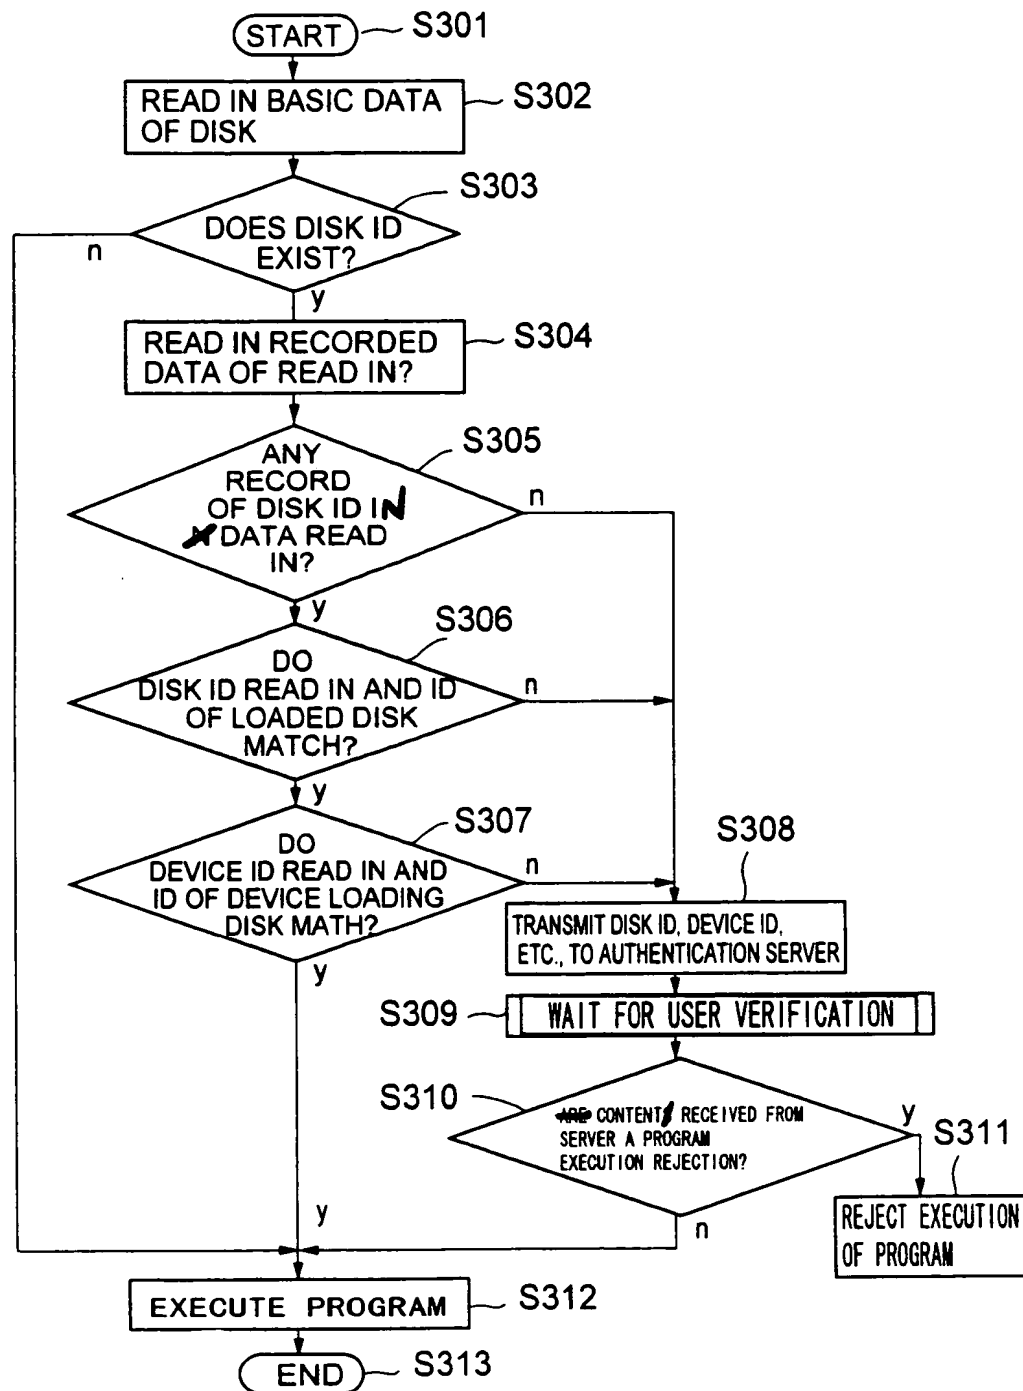 START
S301
READ IN BASIC DATA
OF DISK
S302
S303
DOES DISK ID
EXIST?
n
y
READ IN RECORDED
DATA OF READ IN?
S304
S305
ANY
RECORD
OF DISK ID IN
DATA READ
IN?
n
y
S306
DO
DISK ID READ IN AND ID
OF LOADED DISK
MATCH?
n
y
S307
DO
DEVICE ID READ IN AND
ID OF DEVICE LOADING
DISK MATH?
n
y
S308
TRANSMIT DISK ID, DEVICE ID,
ETC., TO AUTHENTICATION SERVER
S309
WAIT FOR USER VERIFICATION
S310
ARE CONTENTS RECEIVED FROM
SERVER A PROGRAM
EXECUTION REJECTION?
y
S311
REJECT EXECUTION
OF PROGRAM
n
y
EXECUTE PROGRAM
S312
END
S313